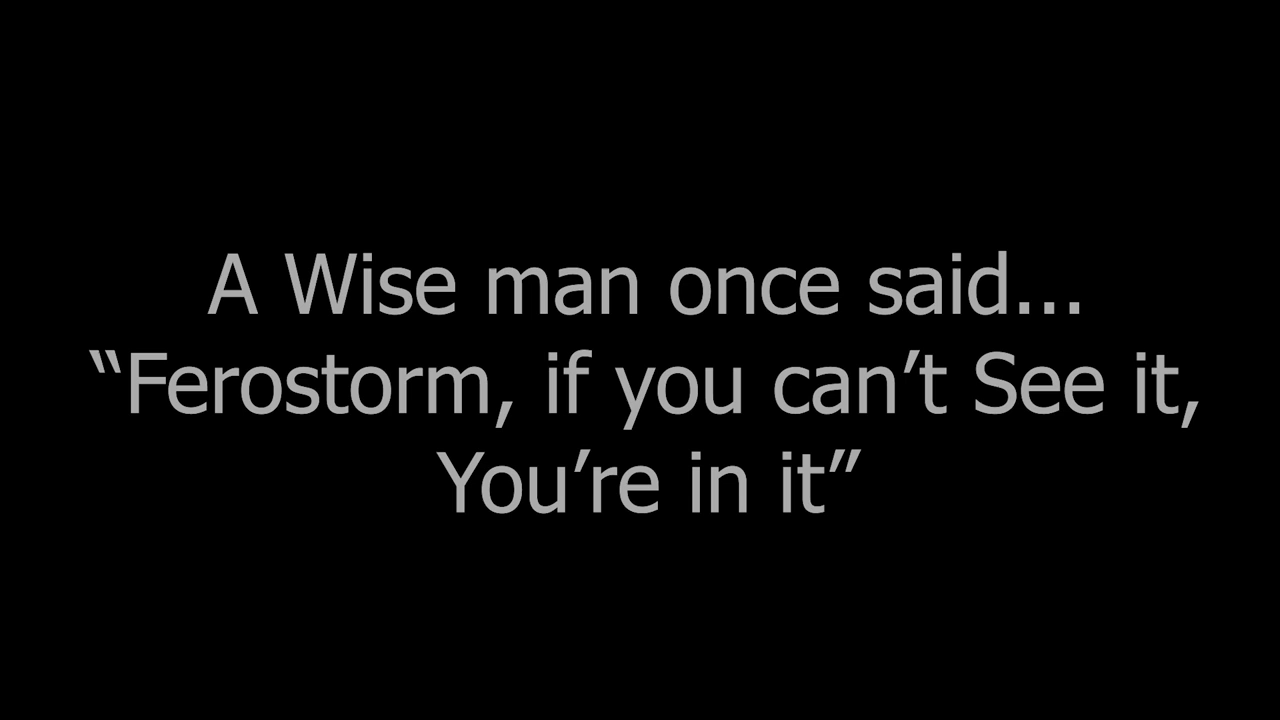 A Wise man once said...
“Ferostorm, if you can’t See it,
You’re in it”